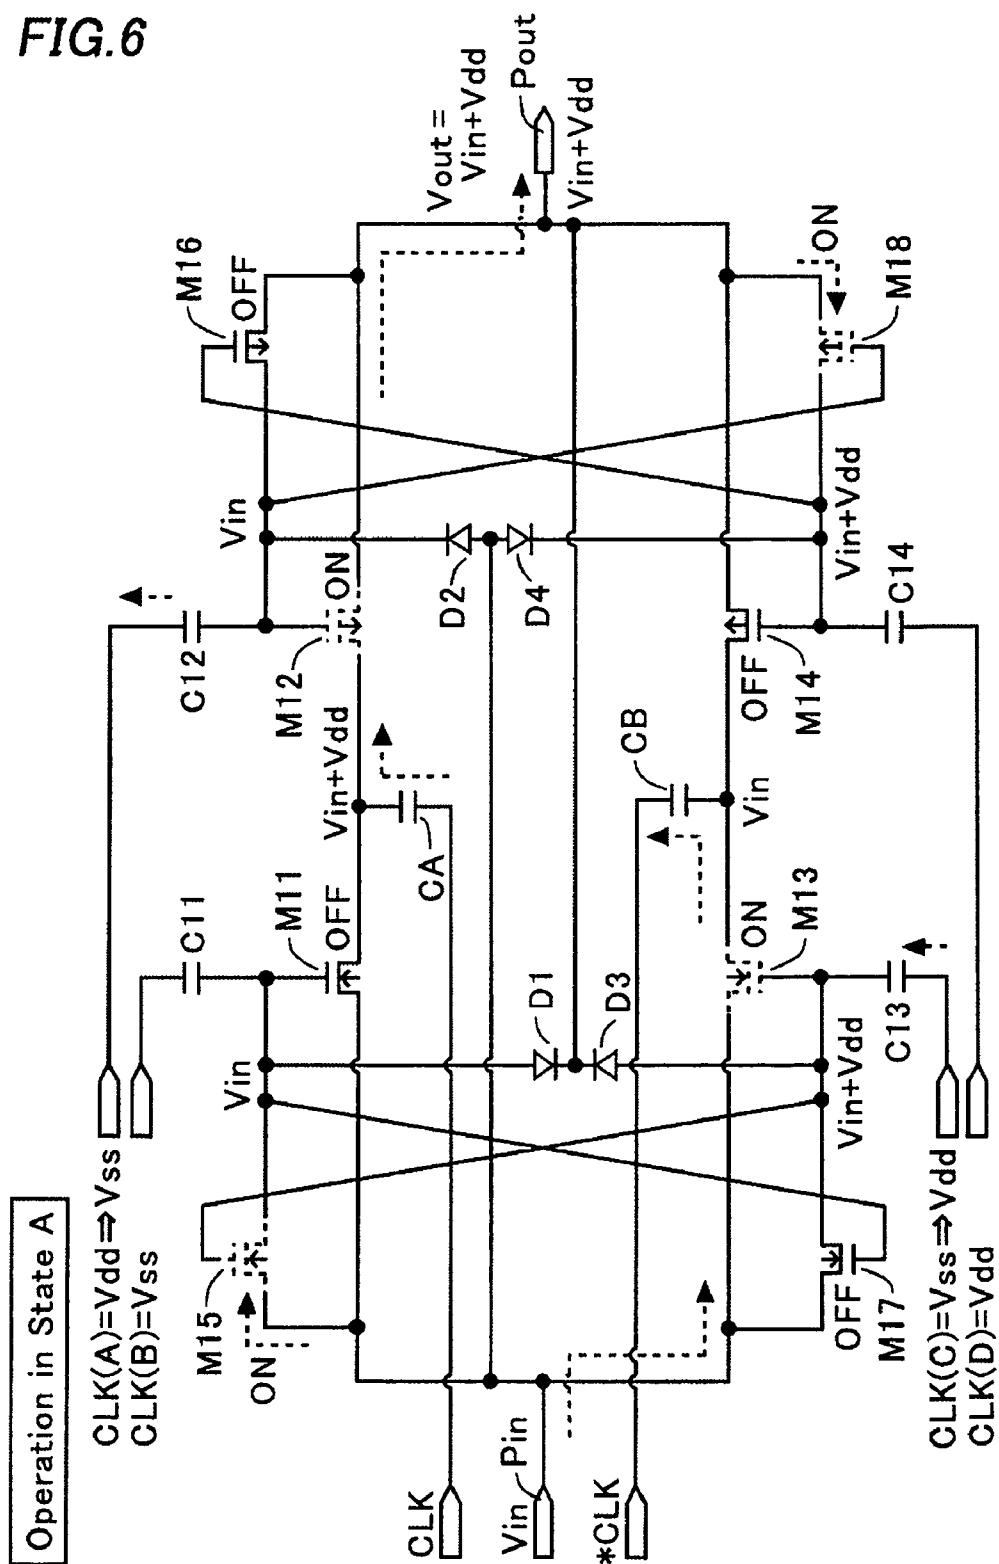 FIG.6
Operation in State A
CLK(A)=Vdd⇒Vss
CLK(B)=Vss
C12
C11
M15
ON
Vin
M11
OFF
M12
ON
Vin
M16
OFF
Vin+Vdd
CA
CLK
D1
D2
Vout=
Vin+Vdd
Vin
Pin
D3
D4
Pout
Vin+Vdd
*CLK
CB
Vin
ON
M13
OFF
M14
ON
M18
OFF
M17
Vin+Vdd
C13
Vin+Vdd
C14
CLK(C)=Vss⇒Vdd
CLK(D)=Vdd